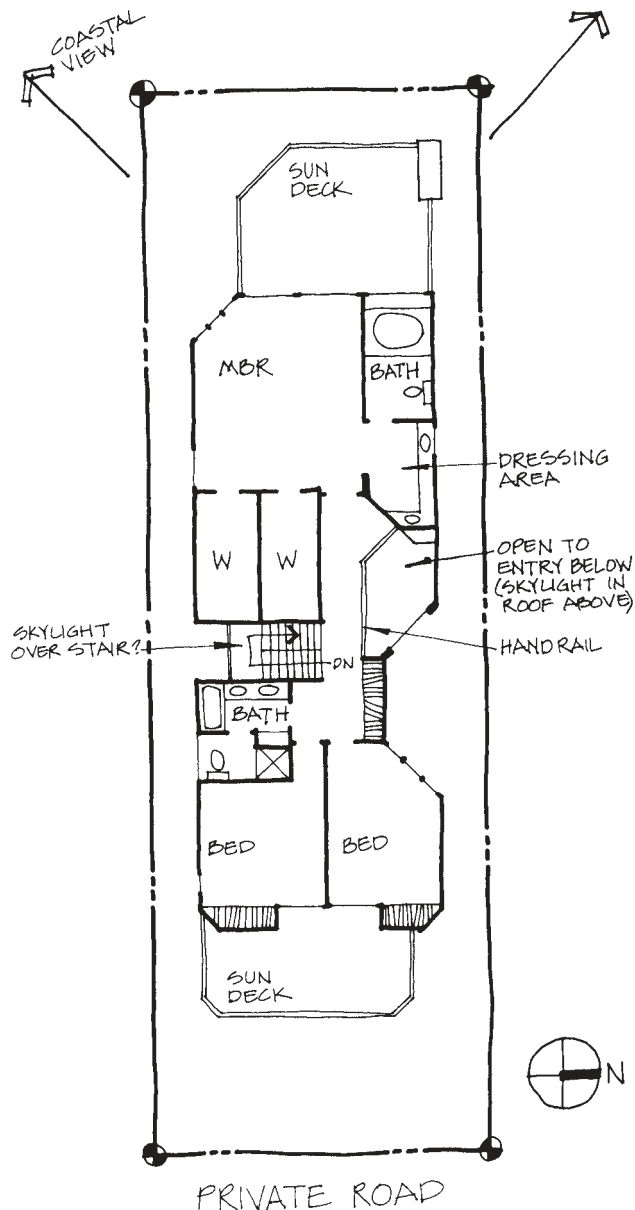 COASTAL
VIEW
SUN
DECK
MBR
BATH
DRESSING
AREA
W
W
OPEN TO
ENTRY BELOW
(SKYLIGHT IN
ROOF ABOVE)
SKYLIGHT
OVER STAIR?
HANDRAIL
DN
BATH
BED
BED
SUN
DECK
N
PRIVATE ROAD